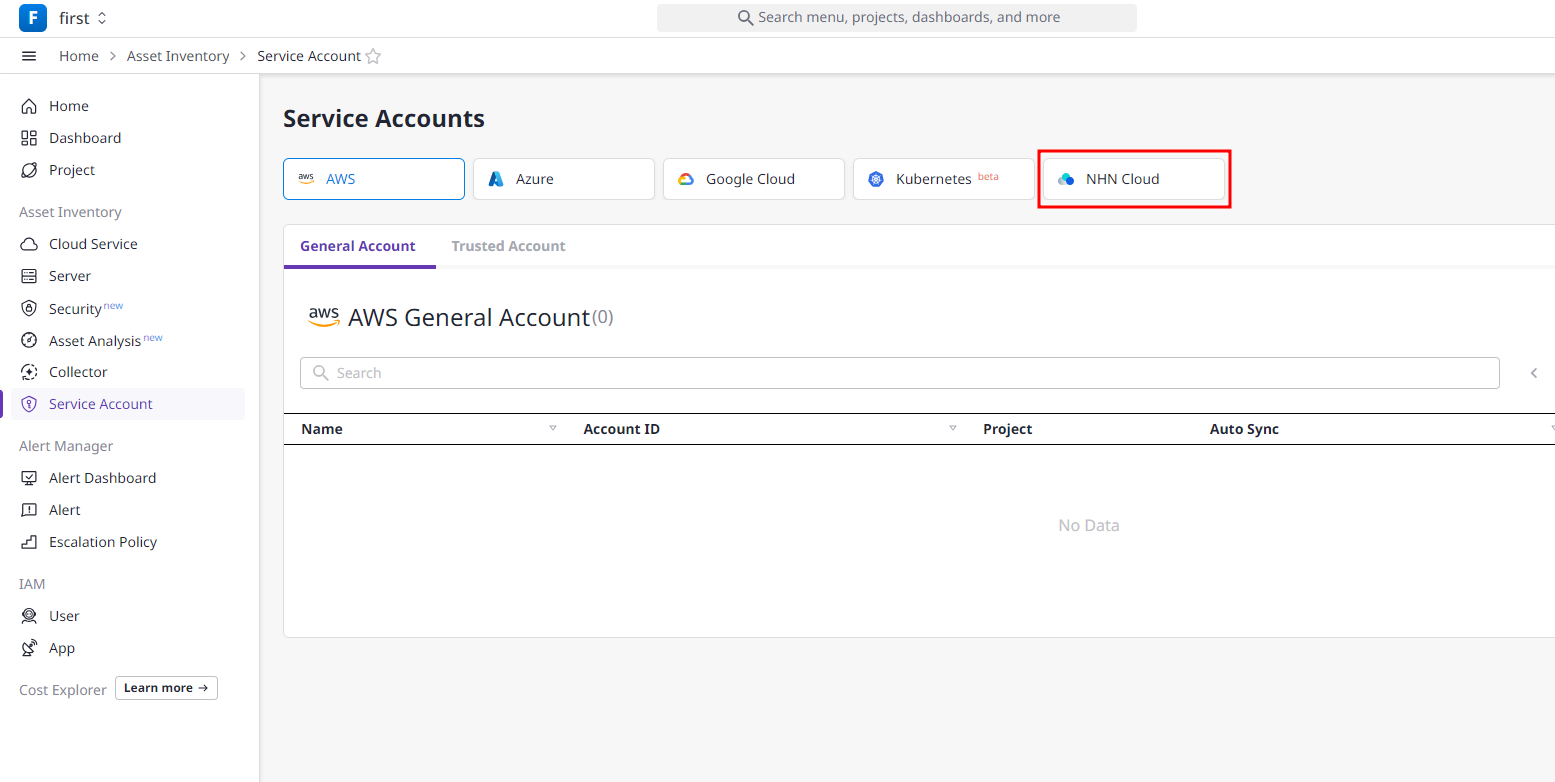 F first
Search menu, projects, dashboards, and more
Home > Asset Inventory > Service Account
Home
Dashboard
Project
Asset Inventory
Cloud Service
Server
Security new
Asset Analysis new
Collector
Service Account
Alert Manager
Alert Dashboard
Alert
Escalation Policy
IAM
User
App
Cost Explorer Learn more →
Service Accounts
aws AWS Azure Google Cloud Kubernetes beta NHN Cloud
General Account Trusted Account
aws AWS General Account (0)
Search
Name Account ID Project Auto Sync
No Data